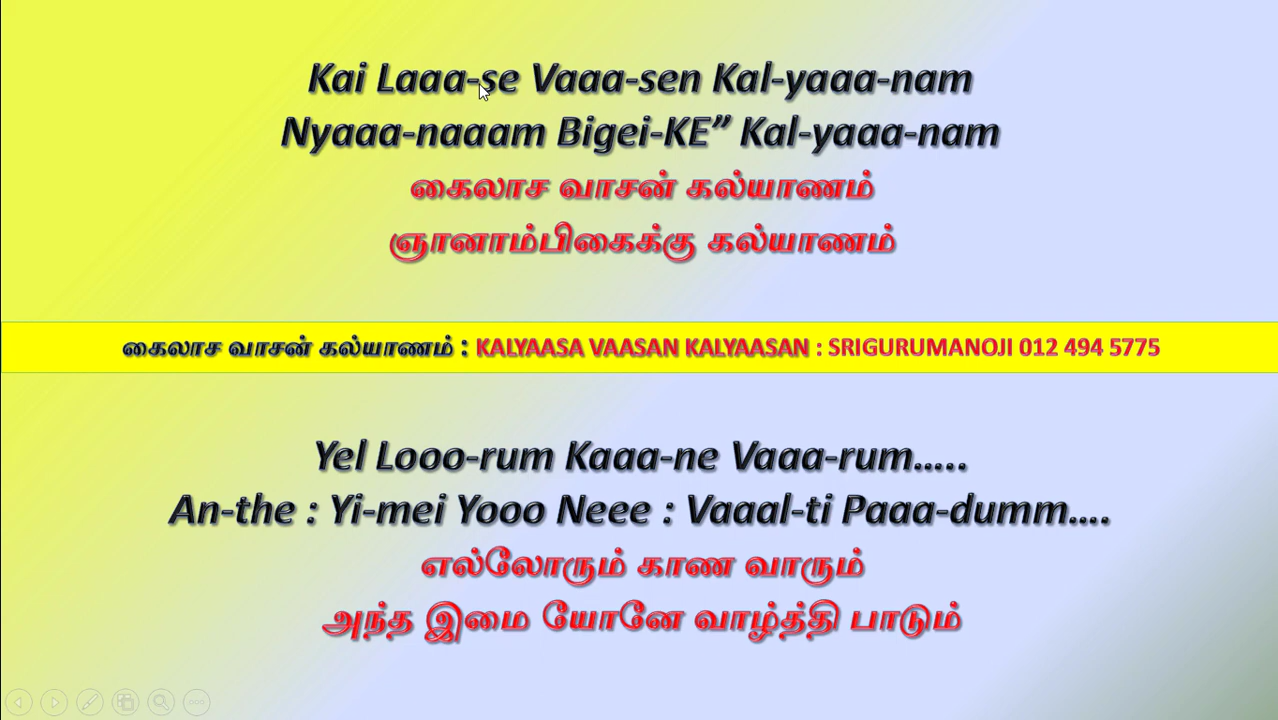 Kai Laaa-se Vaaa-sen Kal-yaaa-nam
Nyaaa-naaam Bigei-KE” Kal-yaaa-nam
கைலாச வாசன் கல்யாணம்
ஞானாம்பிகைக்கு கல்யாணம்
கைலாச வாசன் கல்யாணம் : KALYAASA VAASAN KALYAASAN : SRIGURUMANOJI 012 494 5775
Yel Looo-rum Kaaa-ne Vaaa-rum…..
An-the : Yi-mei Yooo Neee : Vaaal-ti Paaa-dumm….
எல்லோரும் காண வாரும்
அந்த இமை யோனே வாழ்த்தி பாடும்